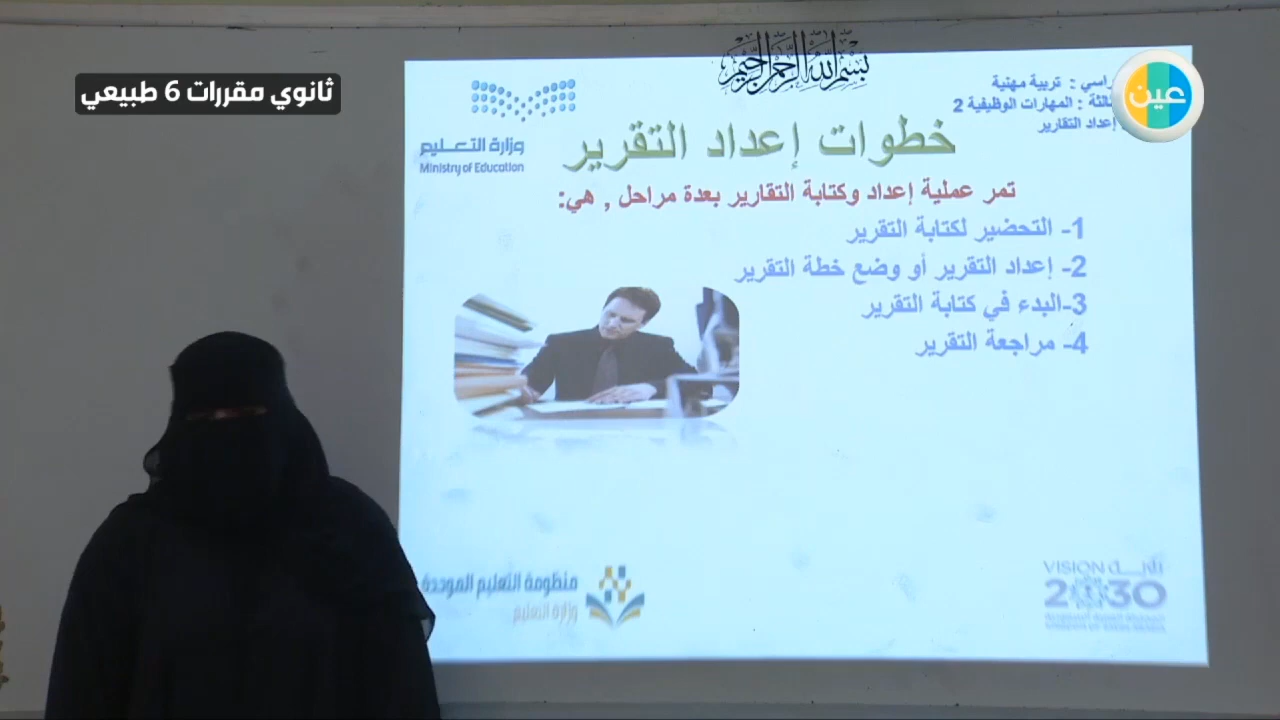 بسم الله الرحمن الرحيم
ثانوي مقررات 6 طبيعي
عين
تربية مهنية
المهارات الوظيفية 2
إعداد التقارير
وزارة التعليم
Ministry of Education
خطوات إعداد التقرير
تمر عملية إعداد وكتابة التقارير بعدة مراحل , هي:
1- التحضير لكتابة التقرير
2- إعداد التقرير أو وضع خطة التقرير
3-البدء في كتابة التقرير
4- مراجعة التقرير
منظومة التعليم الموحدة
وزارة التعليم
VISION رؤيـــة
2030